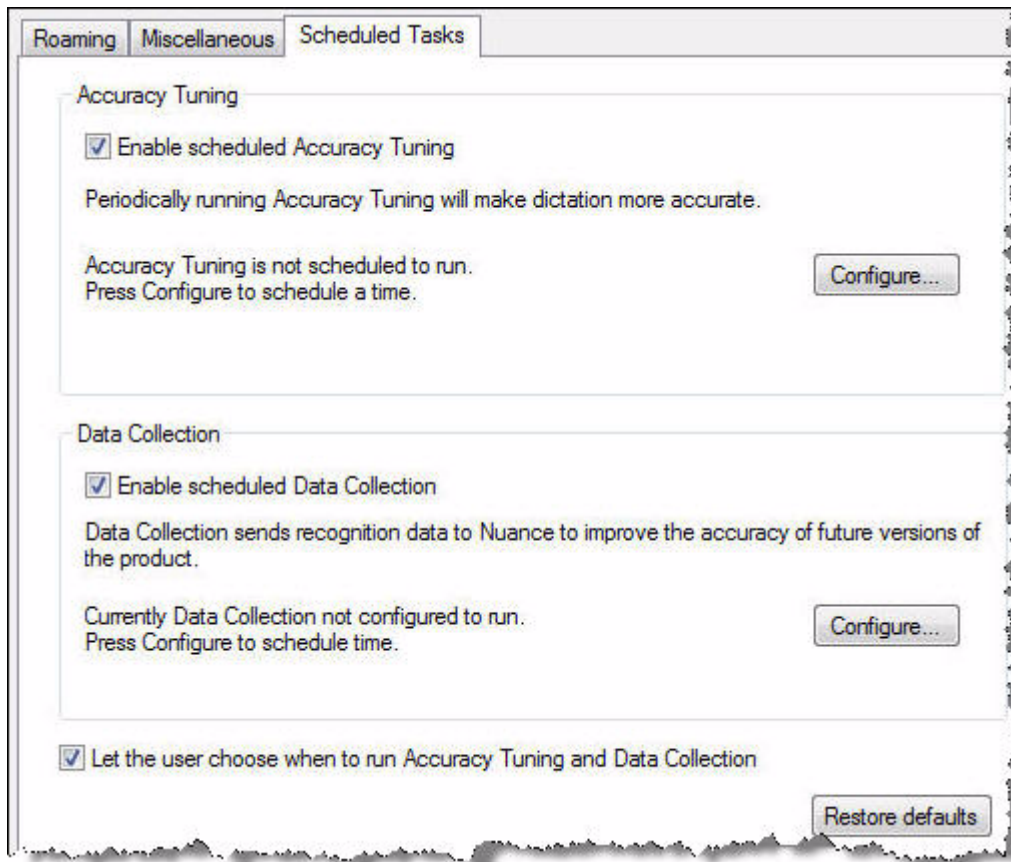 Roaming Miscellaneous Scheduled Tasks
Accuracy Tuning
Enable scheduled Accuracy Tuning
Periodically running Accuracy Tuning will make dictation more accurate.
Accuracy Tuning is not scheduled to run.
Press Configure to schedule a time.
Configure...
Data Collection
Enable scheduled Data Collection
Data Collection sends recognition data to Nuance to improve the accuracy of future versions of
the product.
Currently Data Collection not configured to run.
Press Configure to schedule time.
Configure...
Let the user choose when to run Accuracy Tuning and Data Collection
Restore defaults